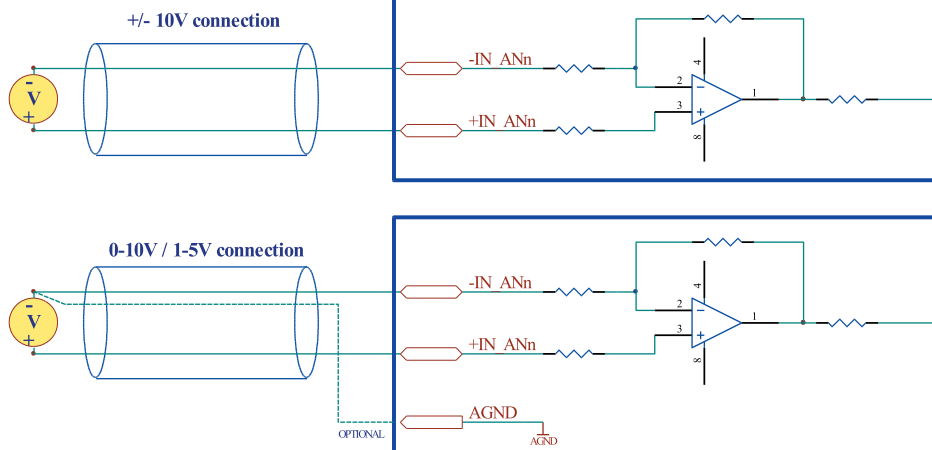 +/- 10V connection
-IN_ANn
- V +
+IN_ANn
4
2
-
3
+
1
8
0-10V / 1-5V connection
-IN_ANn
- V +
+IN_ANn
4
2
-
3
+
1
8
AGND
OPTIONAL
AGND